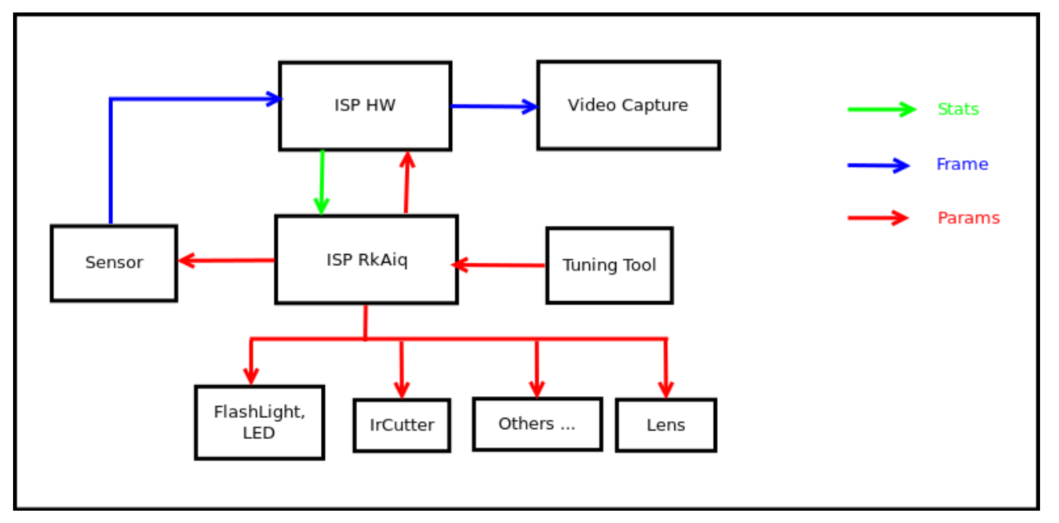 ISP HW
Video Capture
Stats
Frame
Params
Sensor
ISP RkAiq
Tuning Tool
FlashLight,
LED
IrCutter
Others ...
Lens